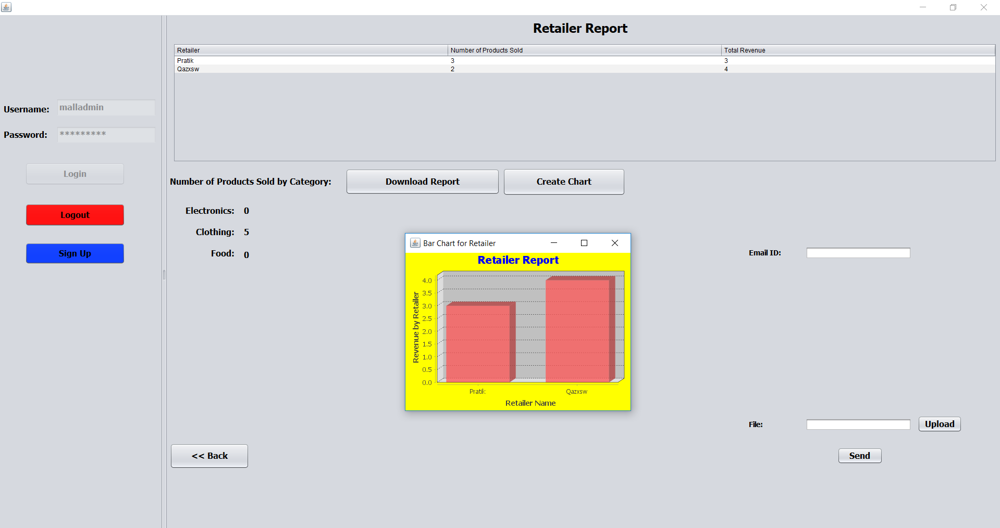 Retailer Report
Retailer Number of Products Sold Total Revenue
Pratik 3 3
Qazxsw 2 4
Username: malladmin
Password: *********
Login
Logout
Sign Up
Number of Products Sold by Category: Download Report Create Chart
Electronics: 0
Clothing: 5
Food: 0
Bar Chart for Retailer
Retailer Report
Revenue by Retailer
4.0
3.5
3.0
2.5
2.0
1.5
1.0
0.5
0.0
Pratik Qazxsw
Retailer Name
Email ID:
File: Upload
<< Back
Send